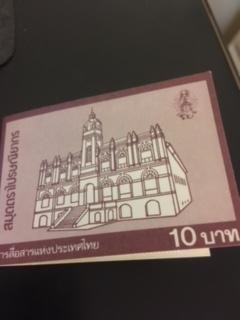 สมุดตราไปรษณียากร
การสื่อสารแห่งประเทศไทย
10 บาท